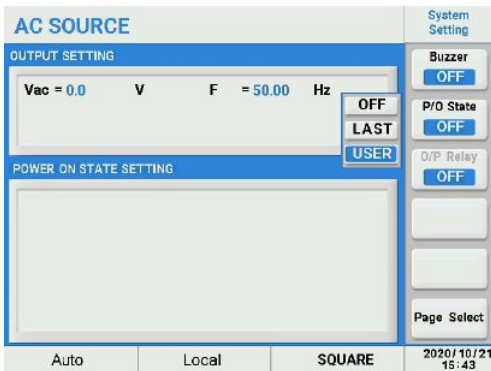 AC SOURCE
System
Setting
OUTPUT SETTING
Vac = 0.0 V F = 50.00 Hz
OFF
LAST
USER
POWER ON STATE SETTING
Buzzer
OFF
P/O State
OFF
O/P Relay
OFF
Page Select
Auto Local SQUARE
2020/10/21
15:43